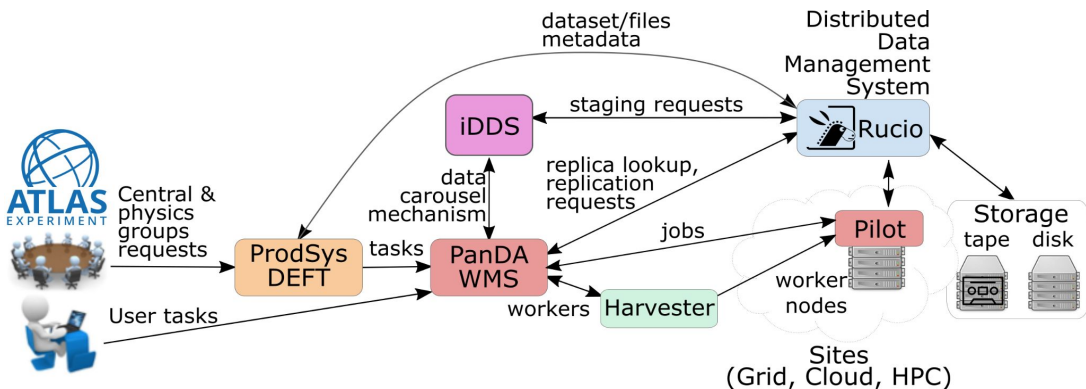 dataset/files
metadata
Distributed
Data
Management
System
iDDS
staging requests
Rucio
ATLAS
EXPERIMENT
Central &
physics
groups
requests
data
carousel
mechanism
replica lookup,
replication
requests
ProdSys
DEFT
tasks
PanDA
WMS
jobs
Pilot
Storage
tape
disk
workers
Harvester
worker
nodes
User tasks
Sites
(Grid, Cloud, HPC)